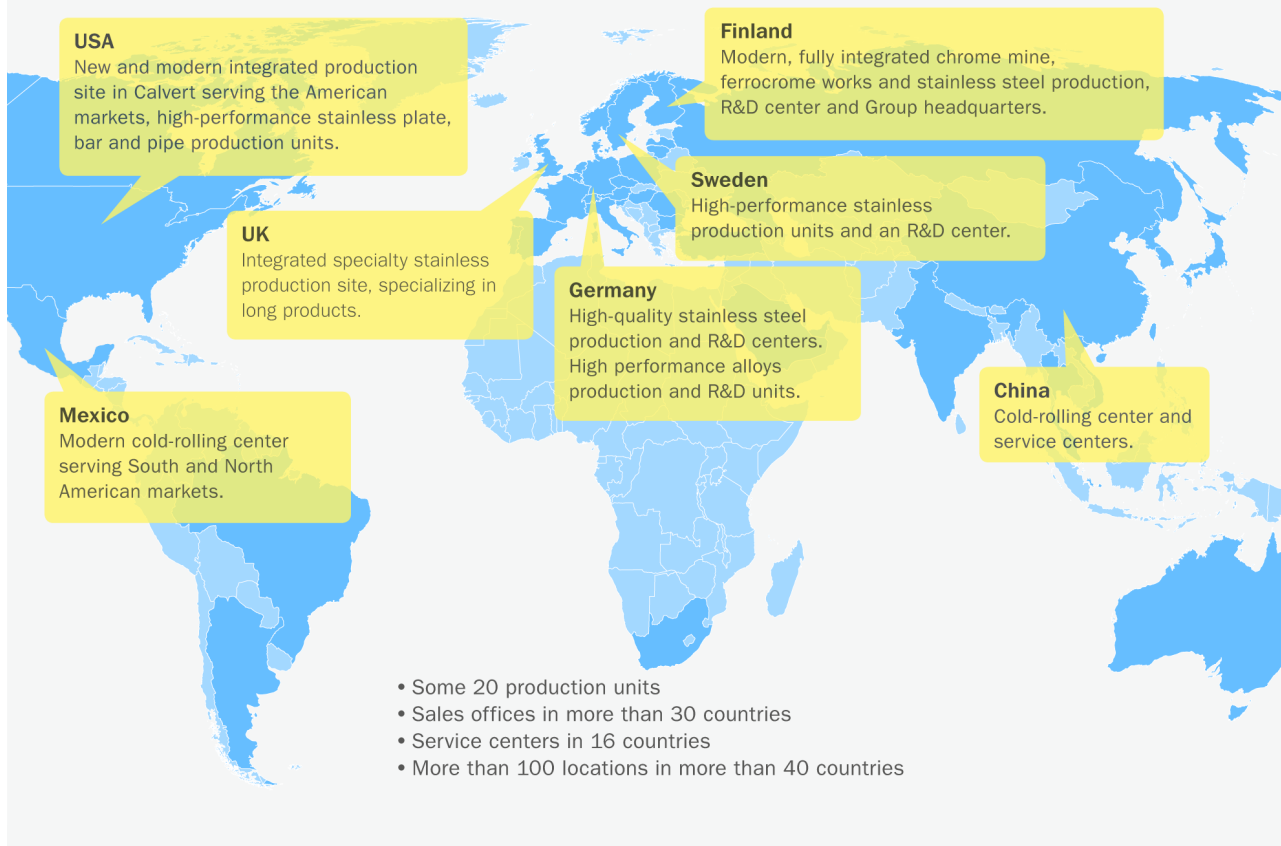 USA
New and modern integrated production
site in Calvert serving the American
markets, high-performance stainless plate,
bar and pipe production units.
Finland
Modern, fully integrated chrome mine,
ferrocrome works and stainless steel production,
R&D center and Group headquarters.
Sweden
High-performance stainless
production units and an R&D center.
UK
Integrated specialty stainless
production site, specializing in
long products.
Germany
High-quality stainless steel
production and R&D centers.
High performance alloys
production and R&D units.
China
Cold-rolling center and
service centers.
Mexico
Modern cold-rolling center
serving South and North
American markets.
• Some 20 production units
• Sales offices in more than 30 countries
• Service centers in 16 countries
• More than 100 locations in more than 40 countries